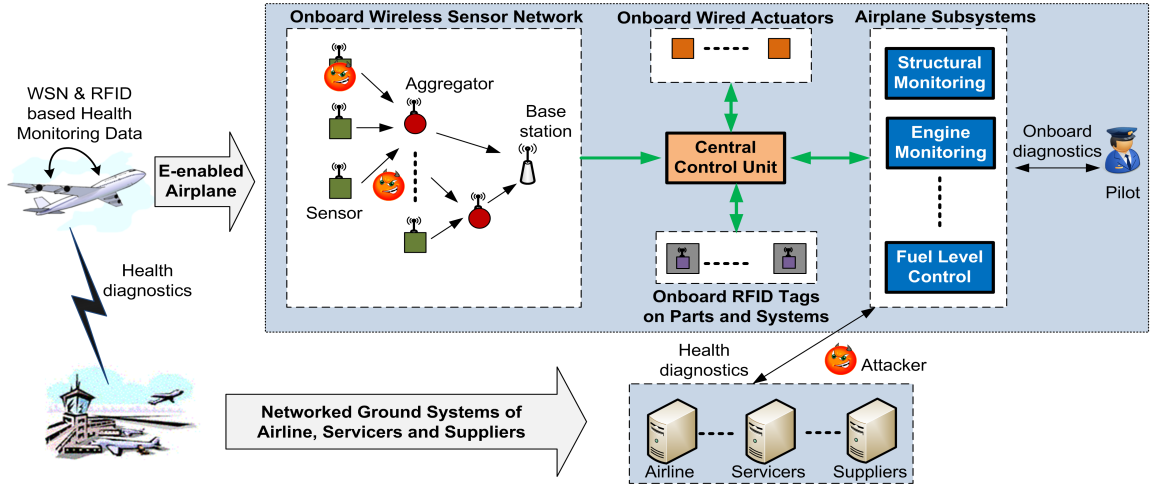 Onboard Wireless Sensor Network
Onboard Wired Actuators
Airplane Subsystems
WSN & RFID
based Health
Monitoring Data
E-enabled
Airplane
Aggregator
Base
station
Sensor
Central
Control Unit
Structural
Monitoring
Engine
Monitoring
Fuel Level
Control
Onboard
diagnostics
Pilot
Onboard RFID Tags
on Parts and Systems
Health
diagnostics
Health
diagnostics
Attacker
Networked Ground Systems of
Airline, Servicers and Suppliers
Airline
Servicers
Suppliers